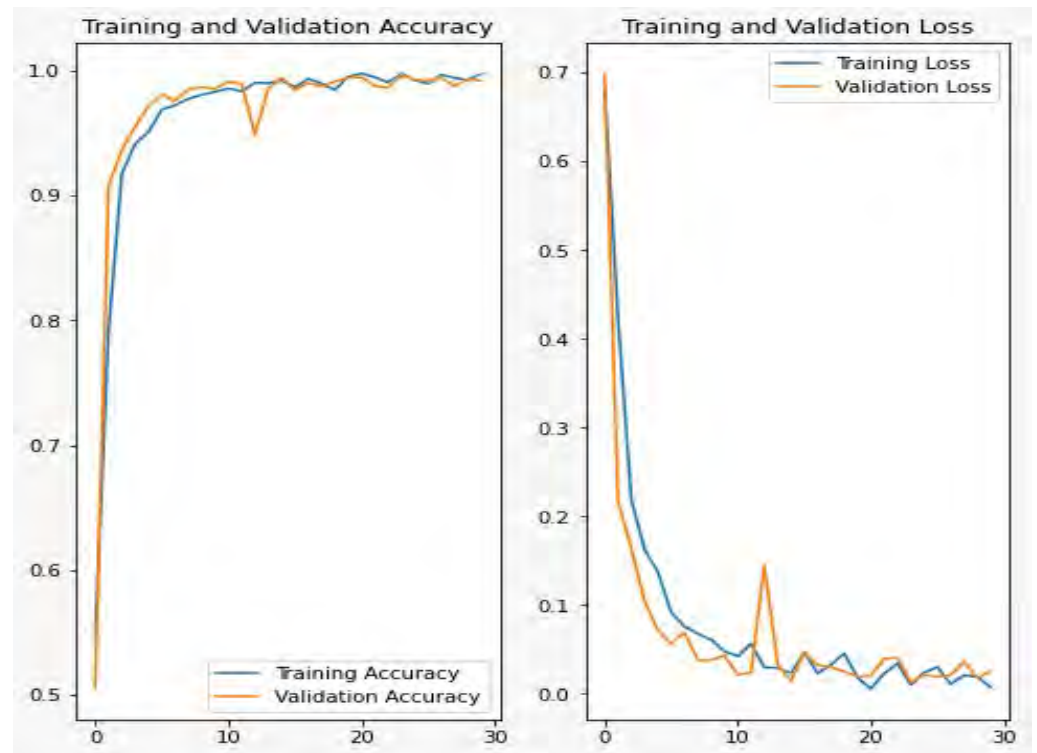 Training and Validation Accuracy
1.0
0.9
0.8
0.7
0.6
0.5
Training Accuracy
Validation Accuracy
0 10 20 30
Training and Validation Loss
Training Loss
Validation Loss
0.7
0.6
0.5
0.4
0.3
0.2
0.1
0.0
0 10 20 30